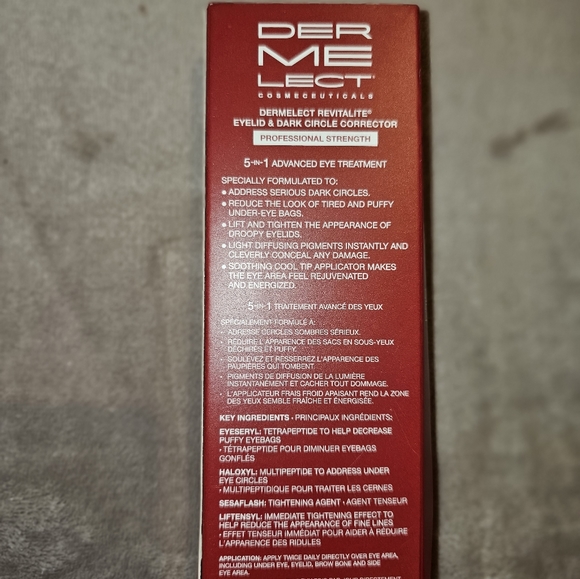 DER
ME
LECT
COSMECEUTICALS
DERMELECT REVITALITE®
EYELID & DARK CIRCLE CORRECTOR
PROFESSIONAL STRENGTH
5-IN-1 ADVANCED EYE TREATMENT
SPECIALLY FORMULATED TO:
• ADDRESS SERIOUS DARK CIRCLES.
• REDUCE THE LOOK OF TIRED AND PUFFY
UNDER-EYE BAGS.
• LIFT AND TIGHTEN THE APPEARANCE OF
DROOPY EYELIDS.
• LIGHT DIFFUSING PIGMENTS INSTANTLY AND
CLEVERLY CONCEAL ANY DAMAGE.
• SOOTHING COOL TIP APPLICATOR MAKES
THE EYE AREA FEEL REJUVENATED
AND ENERGIZED.
5-IN-1 TRAITEMENT AVANCÉ DES YEUX
SPÉCIALEMENT FORMULÉ À:
• ADRESSE CERCLES SOMBRES SÉRIEUX.
• RÉDUIRE L'APPARENCE DES SACS EN SOUS-YEUX
DÉCHIRÉS ET PUFFY.
• SOULEVEZ ET RESSERREZ L'APPARENCE DES
PAUPIÈRES QUI TOMBENT.
• PIGMENTS DE DIFFUSION DE LA LUMIÈRE
INSTANTANÉMENT ET CACHER TOUT DOMMAGE.
• L'APPLICATEUR FRAIS FROID APAISANT REND LA ZONE
DES YEUX SEMBLE FRAÎCHE ET ÉNERGISÉE.
KEY INGREDIENTS • PRINCIPAUX INGRÉDIENTS:
EYESERYL: TETRAPEPTIDE TO HELP DECREASE
PUFFY EYEBAGS
• TÉTRAPEPTIDE POUR DIMINUER EYEBAGS
GONFLÉS
HALOXYL: MULTIPEPTIDE TO ADDRESS UNDER
EYE CIRCLES
• MULTIPEPTIDIQUE POUR TRAITER LES CERNES
SESAFLASH: TIGHTENING AGENT • AGENT TENSEUR
LIFTENSYL: IMMEDIATE TIGHTENING EFFECT TO
HELP REDUCE THE APPEARANCE OF FINE LINES
• EFFET TENSEUR IMMÉDIAT POUR AIDER À RÉDUIRE
L'APPARENCE DES RIDULES
APPLICATION: APPLY TWICE DAILY DIRECTLY OVER EYE AREA,
INCLUDING UNDER EYE, EYELID, BROW BONE AND SIDE
EYE AREA.